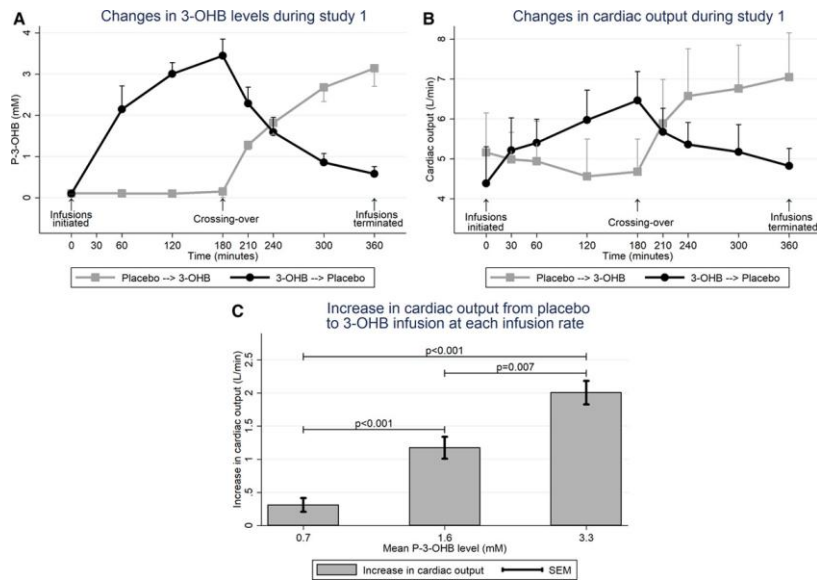 A
Changes in 3-OHB levels during study 1
P-3-OHB (mM)
4
3
2
1
0
Infusions
initiated
Crossing-over
Infusions
terminated
0 30 60 120 180 210 240 300 360
Time (minutes)
Placebo --> 3-OHB 3-OHB --> Placebo
B
Changes in cardiac output during study 1
Cardiac output (L/min)
8
7
6
5
4
Infusions
initiated
Crossing-over
Infusions
terminated
0 30 60 120 180 210 240 300 360
Time (minutes)
Placebo --> 3-OHB 3-OHB --> Placebo
C
Increase in cardiac output from placebo
to 3-OHB infusion at each infusion rate
Increase in cardiac output (L/min)
2.5
2
1.5
1
.5
0
p<0.001
p=0.007
p<0.001
0.7 1.6 3.3
Mean P-3-OHB level (mM)
Increase in cardiac output SEM